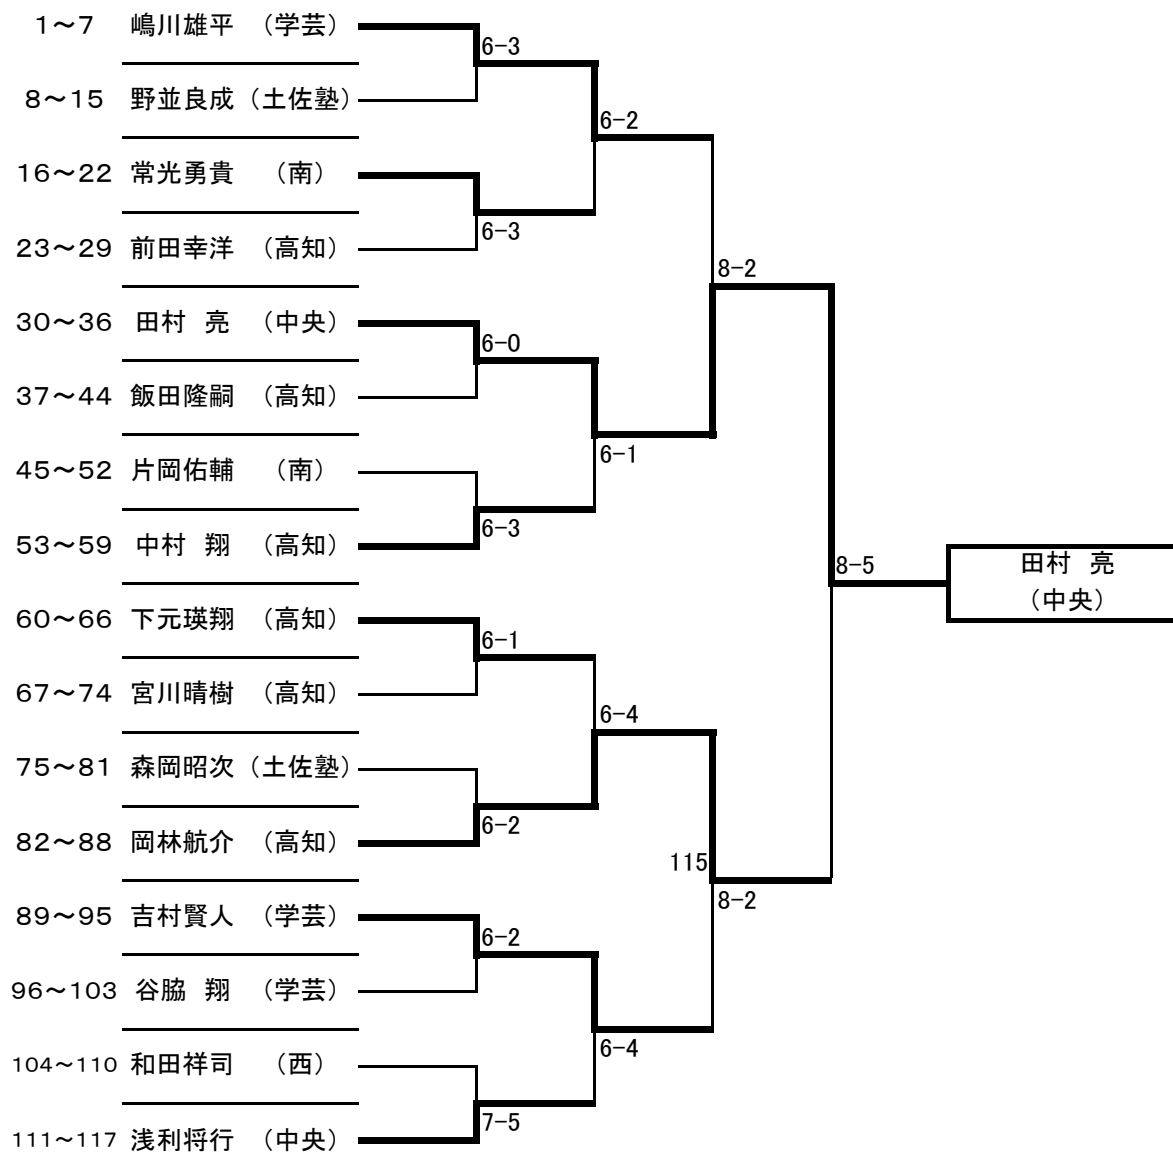 1～7 嶋川雄平 （学芸）
6-3
8～15 野並良成（土佐塾）
6-2
16～22 常光勇貴 （南）
6-3
23～29 前田幸洋 （高知）
8-2
30～36 田村 亮 （中央）
6-0
37～44 飯田隆嗣 （高知）
6-1
45～52 片岡佑輔 （南）
6-3
53～59 中村 翔 （高知）
8-5
田村 亮
（中央）
60～66 下元瑛翔 （高知）
6-1
67～74 宮川晴樹 （高知）
6-4
75～81 森岡昭次（土佐塾）
6-2
82～88 岡林航介 （高知）
115
8-2
89～95 吉村賢人 （学芸）
6-2
96～103 谷脇 翔 （学芸）
6-4
104～110 和田祥司 （西）
7-5
111～117 浅利将行 （中央）